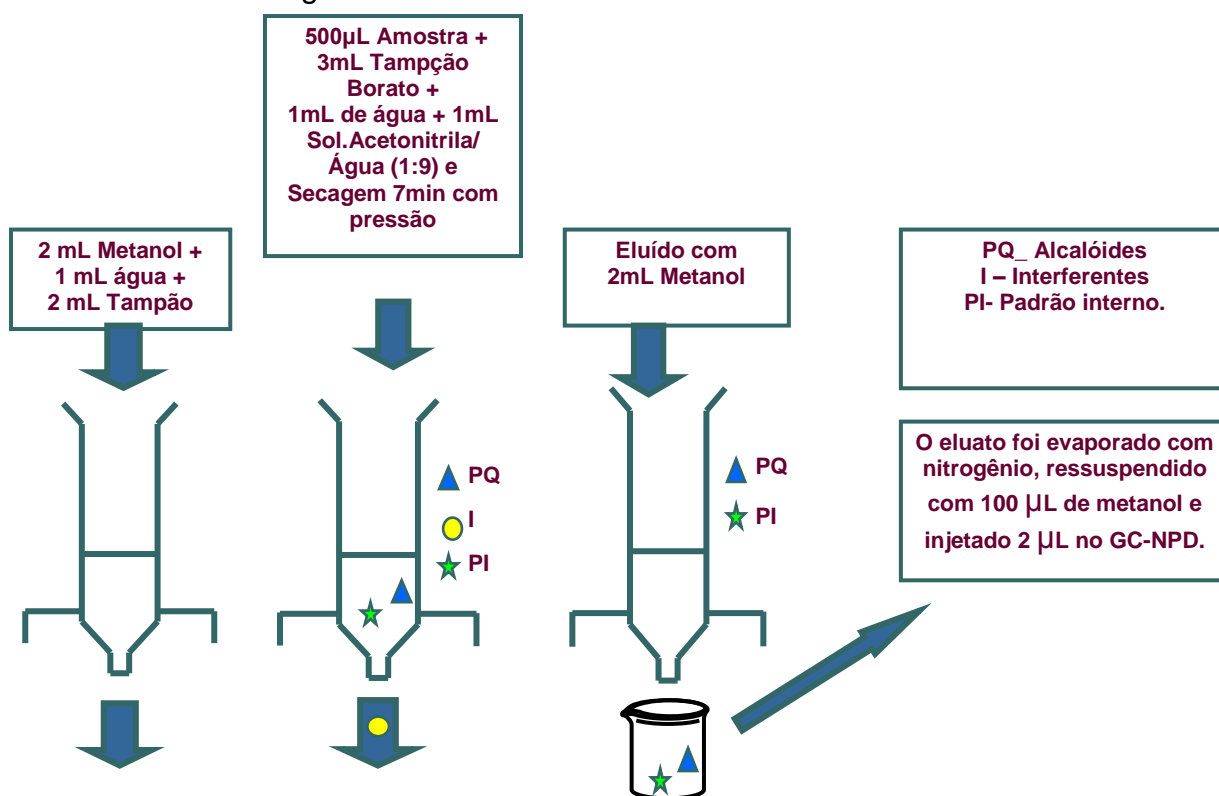 500µL Amostra +
3mL Tampção
Borato +
1mL de água + 1mL
Sol.Acetonitrila/
Água (1:9) e
Secagem 7min com
pressão
2 mL Metanol +
1 mL água +
2 mL Tampão
Eluído com
2mL Metanol
PQ_ Alcalóides
I – Interferentes
PI- Padrão interno.
O eluato foi evaporado com
nitrogênio, ressuspendido
com 100 µL de metanol e
injetado 2 µL no GC-NPD.
PQ
I
PI
PQ
PI